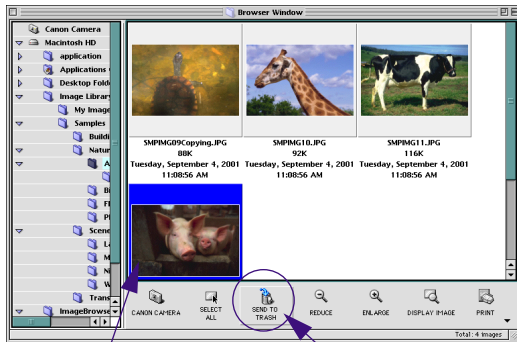 Browser Window
Canon Camera
Macintosh HD
application
Applications
Desktop Folde
Image Library
My Image
Samples
Buildi
Natur
A
Bu
Fl
Pl
Scene
La
M
Ni
W
Trans
ImageBrowse
SMPIMG09Copying.JPG
88K
Tuesday, September 4, 2001
11:08:56 AM
SMPIMG10.JPG
92K
Tuesday, September 4, 2001
11:08:56 AM
SMPIMG11.JPG
116K
Tuesday, September 4, 2001
11:08:56 AM
CANON CAMERA
SELECT
ALL
SEND TO
TRASH
REDUCE
ENLARGE
DISPLAY IMAGE
PRINT
Total: 4 images